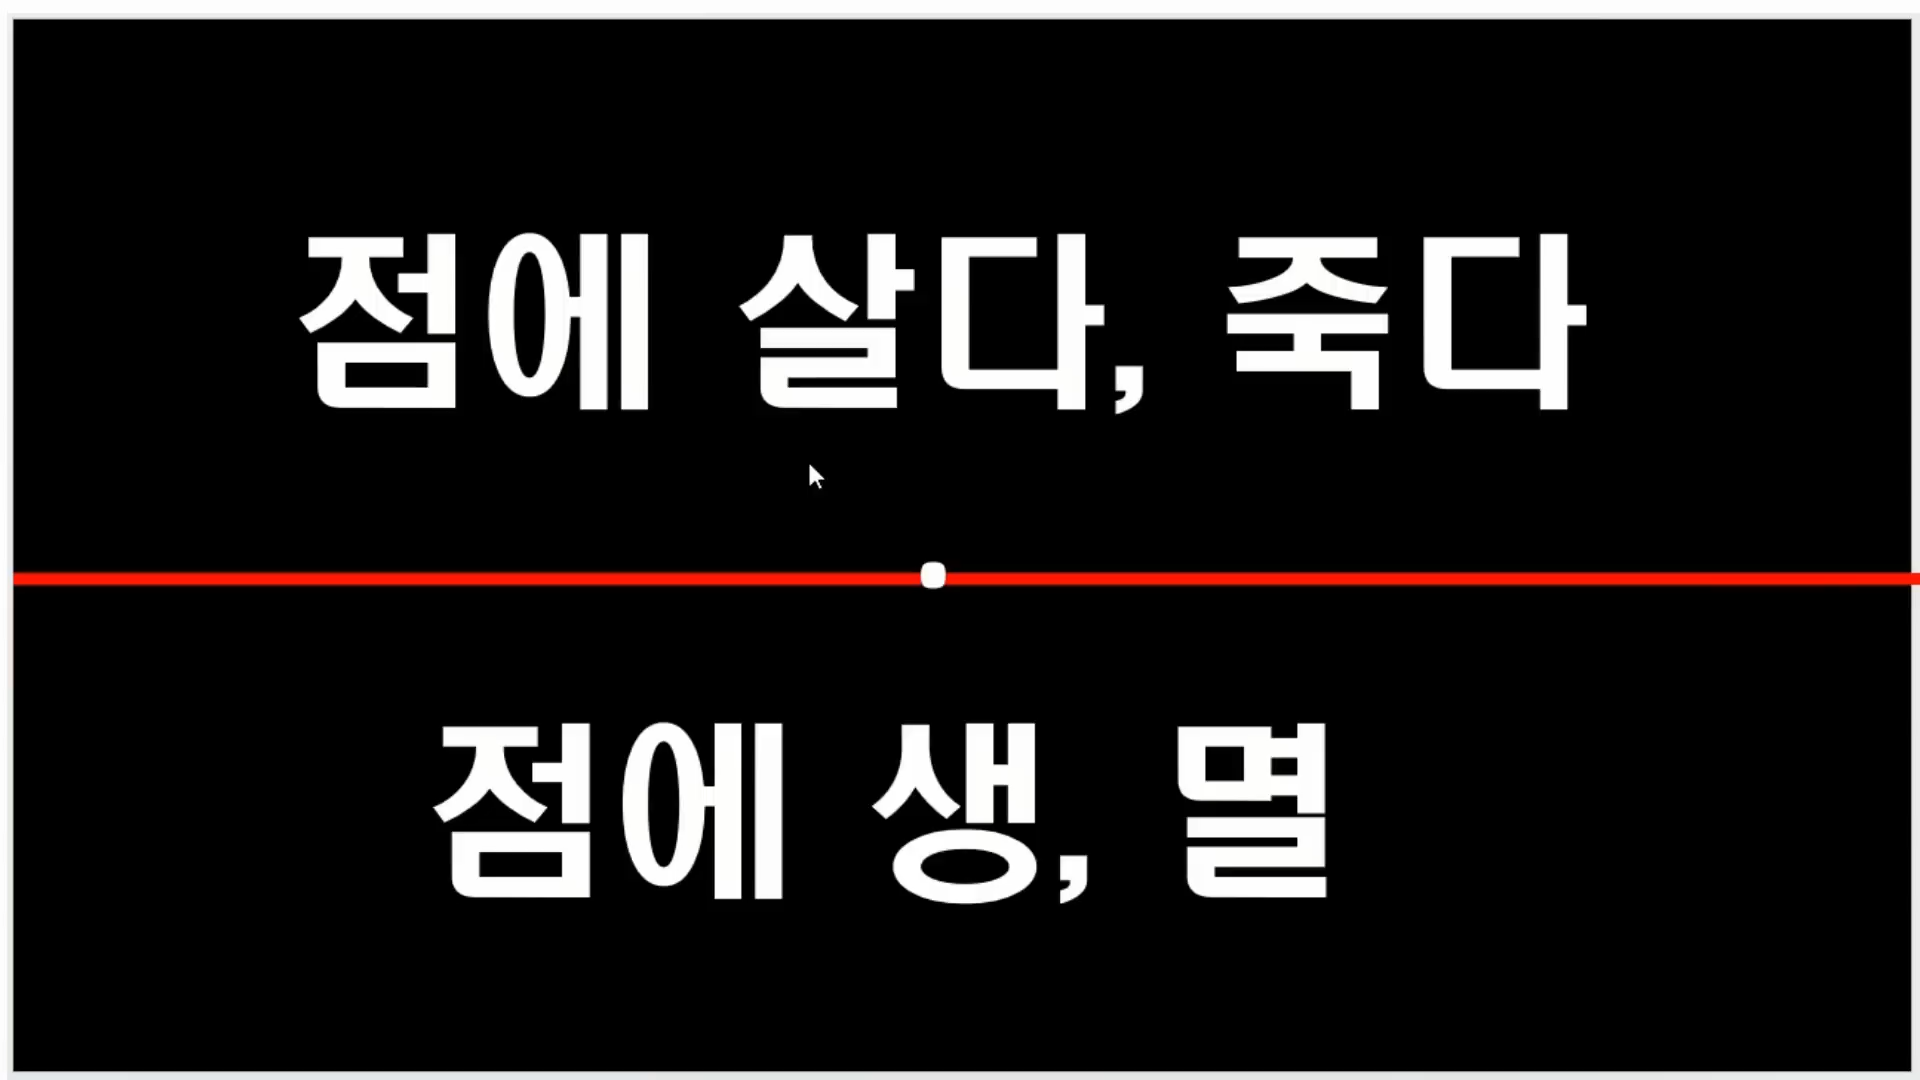 점에 살다, 죽다
점에 생, 멸